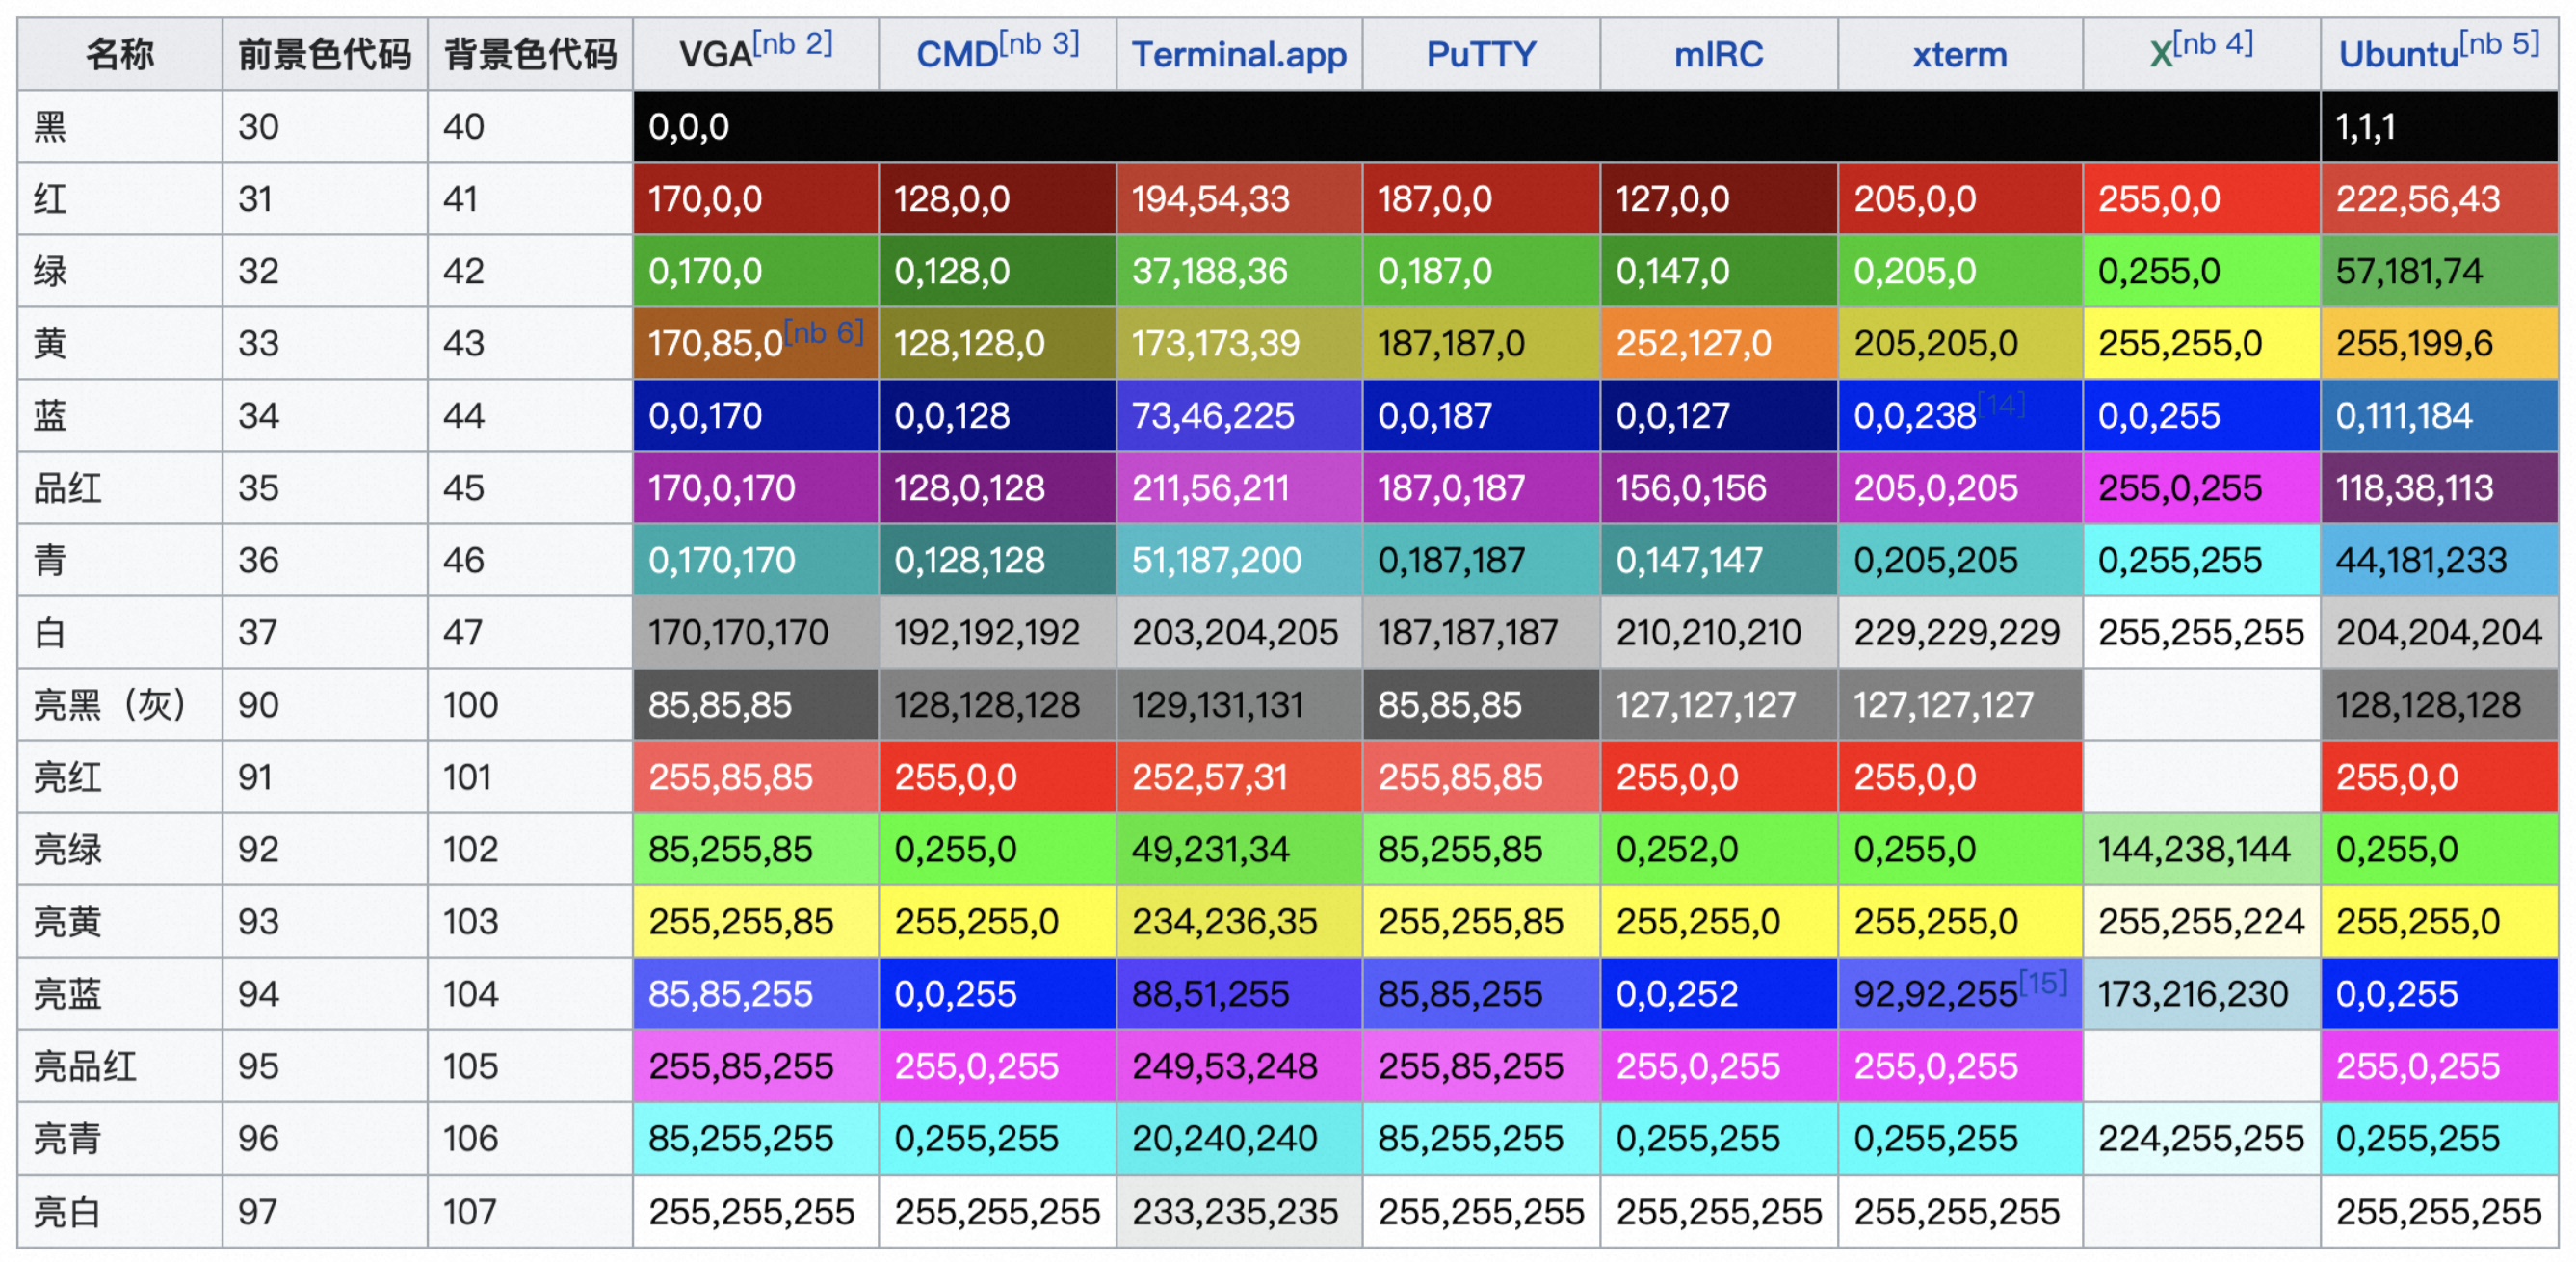 名称 前景色代码 背景色代码 VGA[nb 2] CMD[nb 3] Terminal.app PuTTY mIRC xterm X[nb 4] Ubuntu[nb 5]
黑 30 40 0,0,0 1,1,1
红 31 41 170,0,0 128,0,0 194,54,33 187,0,0 127,0,0 205,0,0 255,0,0 222,56,43
绿 32 42 0,170,0 0,128,0 37,188,36 0,187,0 0,147,0 0,205,0 0,255,0 57,181,74
黄 33 43 170,85,0[nb 6] 128,128,0 173,173,39 187,187,0 252,127,0 205,205,0 255,255,0 255,199,6
蓝 34 44 0,0,170 0,0,128 73,46,225 0,0,187 0,0,127 0,0,238[14] 0,0,255 0,111,184
品红 35 45 170,0,170 128,0,128 211,56,211 187,0,187 156,0,156 205,0,205 255,0,255 118,38,113
青 36 46 0,170,170 0,128,128 51,187,200 0,187,187 0,147,147 0,205,205 0,255,255 44,181,233
白 37 47 170,170,170 192,192,192 203,204,205 187,187,187 210,210,210 229,229,229 255,255,255 204,204,204
亮黑（灰） 90 100 85,85,85 128,128,128 129,131,131 85,85,85 127,127,127 127,127,127 128,128,128
亮红 91 101 255,85,85 255,0,0 252,57,31 255,85,85 255,0,0 255,0,0 255,0,0
亮绿 92 102 85,255,85 0,255,0 49,231,34 85,255,85 0,252,0 0,255,0 144,238,144 0,255,0
亮黄 93 103 255,255,85 255,255,0 234,236,35 255,255,85 255,255,0 255,255,0 255,255,224 255,255,0
亮蓝 94 104 85,85,255 0,0,255 88,51,255 85,85,255 0,0,252 92,92,255[15] 173,216,230 0,0,255
亮品红 95 105 255,85,255 255,0,255 249,53,248 255,85,255 255,0,255 255,0,255 255,0,255
亮青 96 106 85,255,255 0,255,255 20,240,240 85,255,255 0,255,255 0,255,255 224,255,255 0,255,255
亮白 97 107 255,255,255 255,255,255 233,235,235 255,255,255 255,255,255 255,255,255 255,255,255